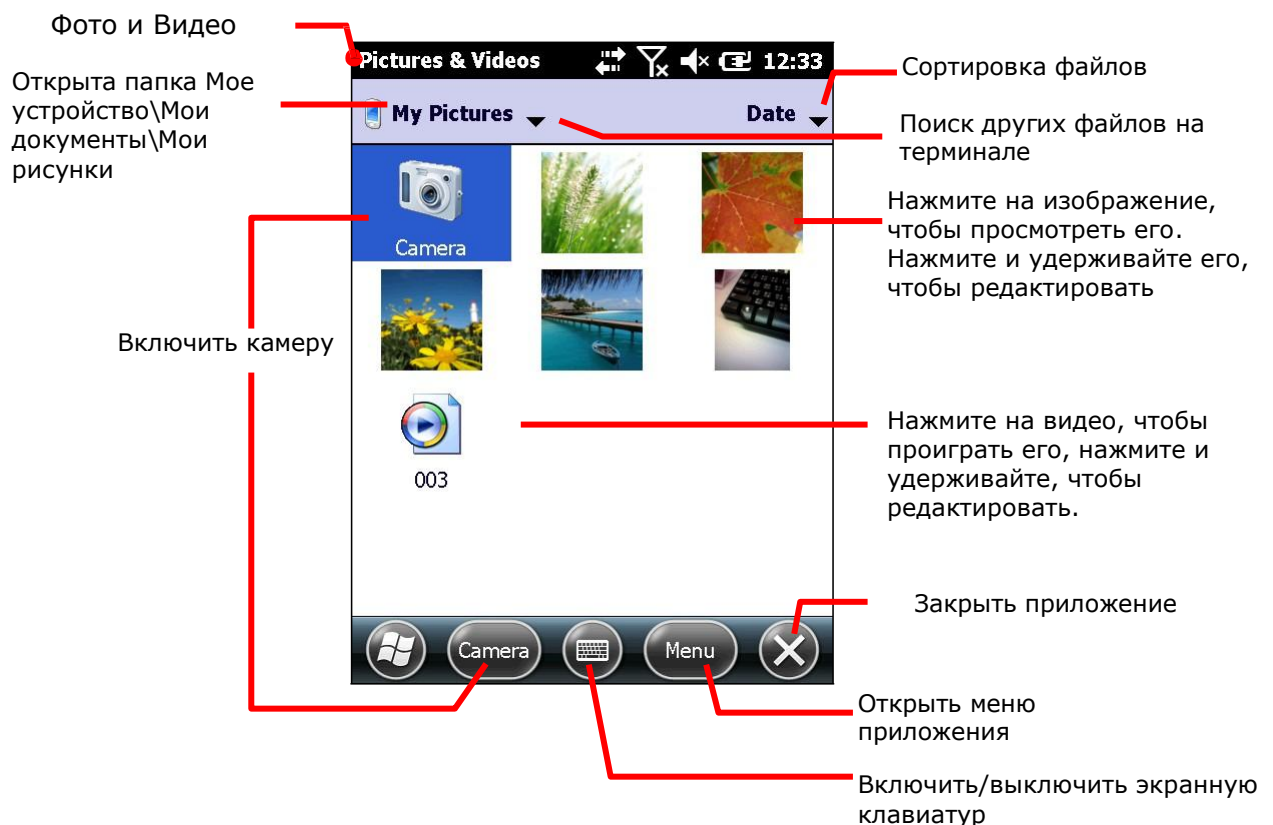 Фото и Видео
Открыта папка Мое
устройство\Мои
документы\Мои
рисунки
Включить камеру
Pictures & Videos
12:33
My Pictures
Date
Camera
003
Camera
Menu
Сортировка файлов
Поиск других файлов на
терминале
Нажмите на изображение,
чтобы просмотреть его.
Нажмите и удерживайте его,
чтобы редактировать
Нажмите на видео, чтобы
проиграть его, нажмите и
удерживайте, чтобы
редактировать.
Закрыть приложение
Открыть меню
приложения
Включить/выключить экранную
клавиатур